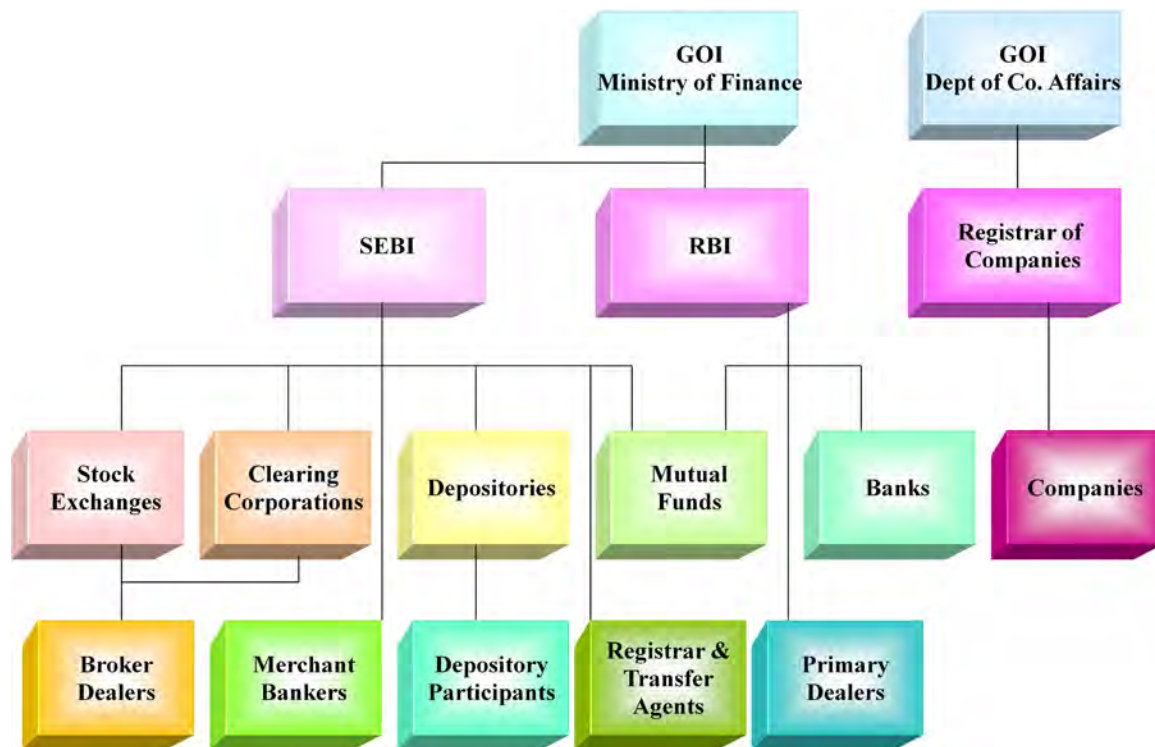 GOI
Ministry of Finance
GOI
Dept of Co. Affairs
SEBI
RBI
Registrar of
Companies
Stock
Exchanges
Clearing
Corporations
Depositories
Mutual
Funds
Banks
Companies
Broker
Dealers
Merchant
Bankers
Depository
Participants
Registrar &
Transfer
Agents
Primary
Dealers